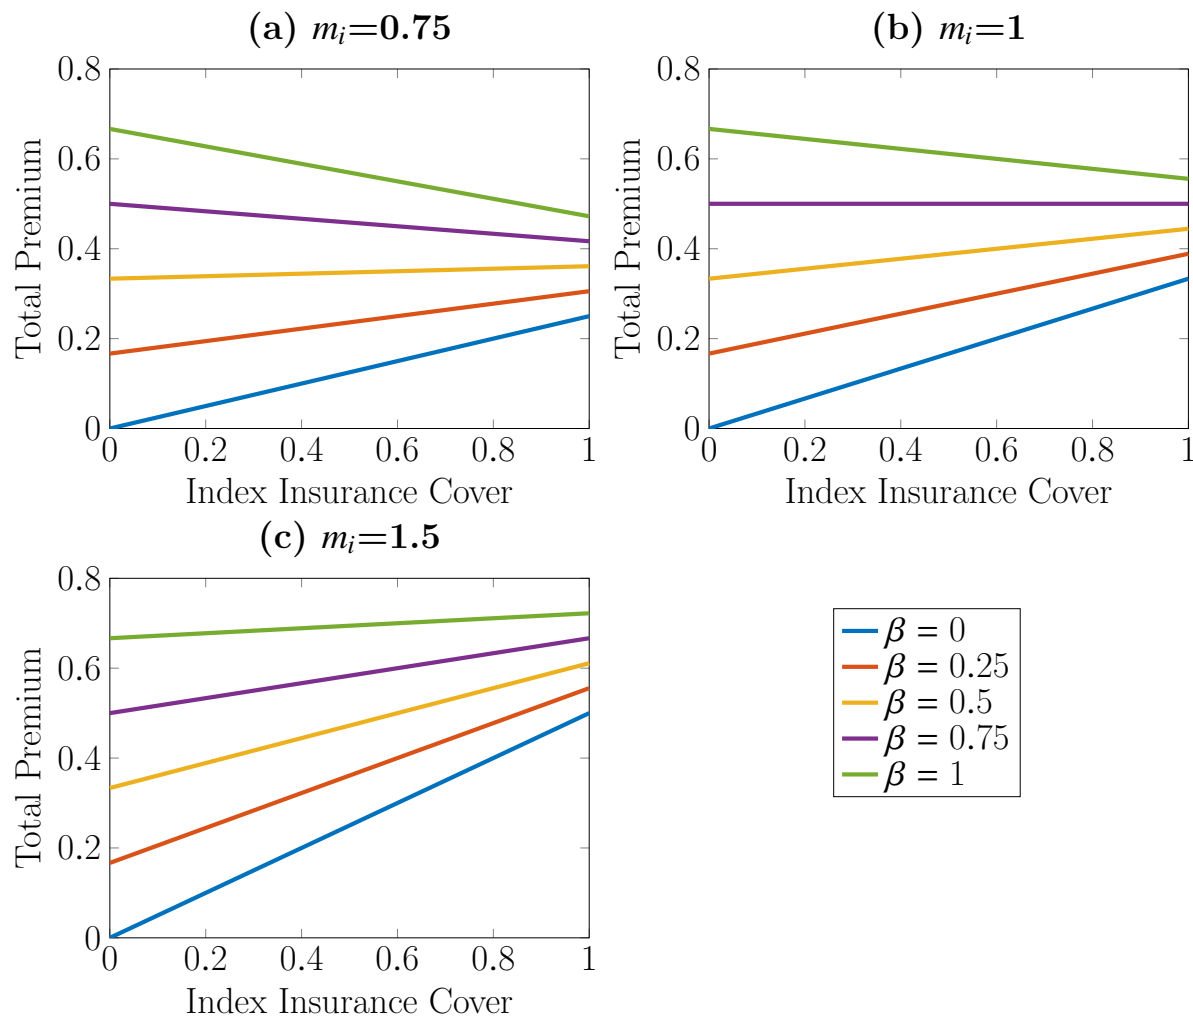 (a) mᵢ=0.75
0.8
0.6
0.4
0.2
0
Total Premium
0 0.2 0.4 0.6 0.8 1
Index Insurance Cover
(b) mᵢ=1
0.8
0.6
0.4
0.2
0
Total Premium
0 0.2 0.4 0.6 0.8 1
Index Insurance Cover
(c) mᵢ=1.5
0.8
0.6
0.4
0.2
0
Total Premium
0 0.2 0.4 0.6 0.8 1
Index Insurance Cover
β = 0
β = 0.25
β = 0.5
β = 0.75
β = 1